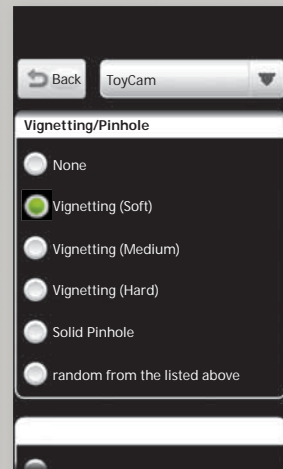 Back
ToyCam
Vignetting/Pinhole
None
Vignetting (Soft)
Vignetting (Medium)
Vignetting (Hard)
Solid Pinhole
random from the listed above